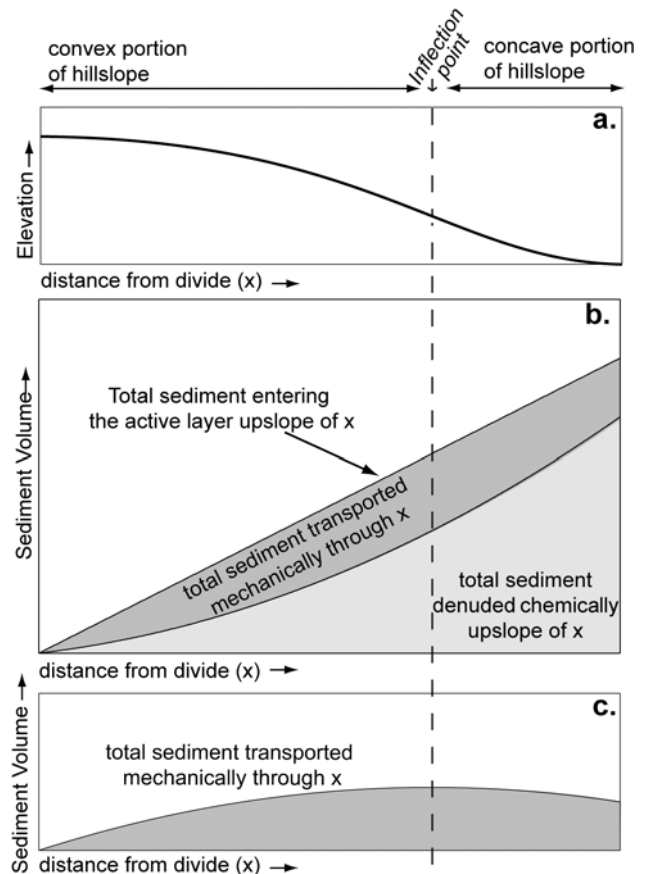 convex portion
of hillslope
Inflection
point
concave portion
of hillslope
a.
Elevation
distance from divide (x)
b.
Total sediment entering
the active layer upslope of x
Sediment Volume
total sediment transported
mechanically through x
total sediment
denuded chemically
upslope of x
distance from divide (x)
c.
total sediment transported
mechanically through x
Sediment Volume
distance from divide (x)